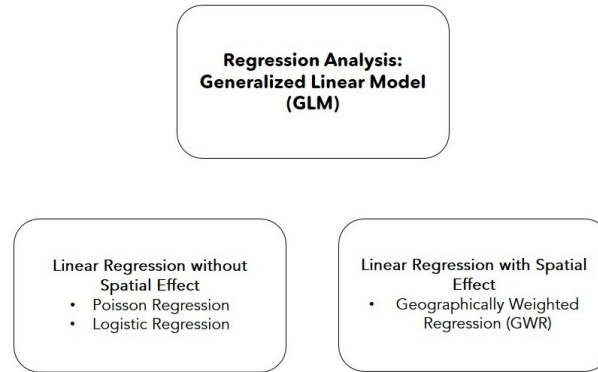 Regression Analysis:
Generalized Linear Model
(GLM)
Linear Regression without
Spatial Effect
• Poisson Regression
• Logistic Regression
Linear Regression with Spatial
Effect
• Geographically Weighted
Regression (GWR)